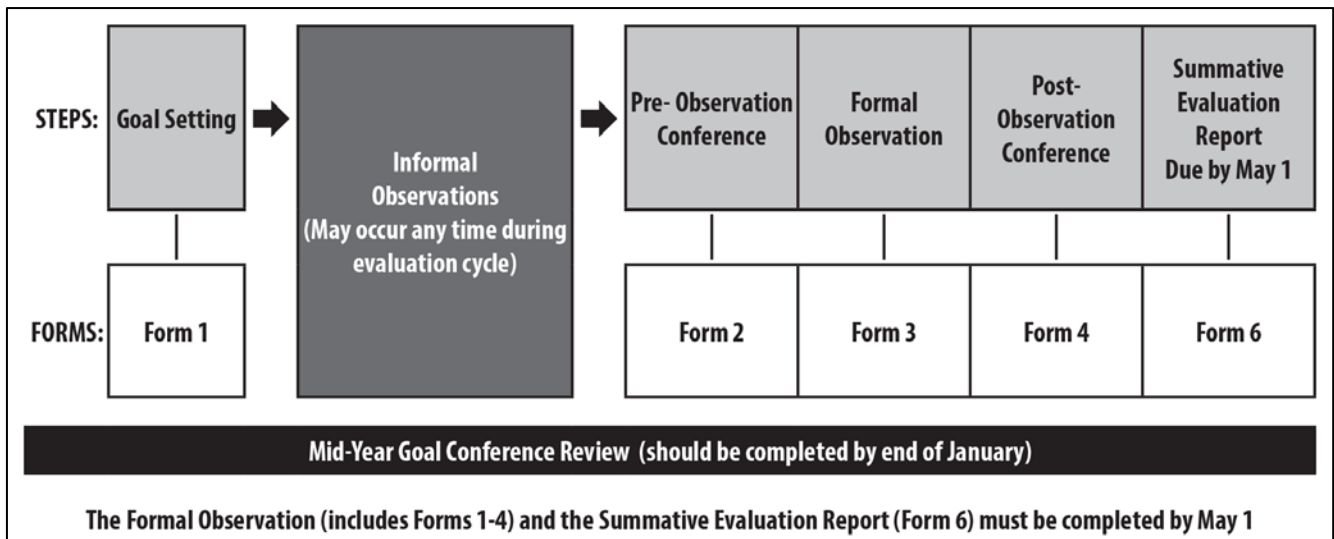 STEPS:
Goal Setting
Informal
Observations
(May occur any time during
evaluation cycle)
Pre- Observation
Conference
Formal
Observation
Post-
Observation
Conference
Summative
Evaluation
Report
Due by May 1
FORMS:
Form 1
Form 2
Form 3
Form 4
Form 6
Mid-Year Goal Conference Review (should be completed by end of January)
The Formal Observation (includes Forms 1-4) and the Summative Evaluation Report (Form 6) must be completed by May 1